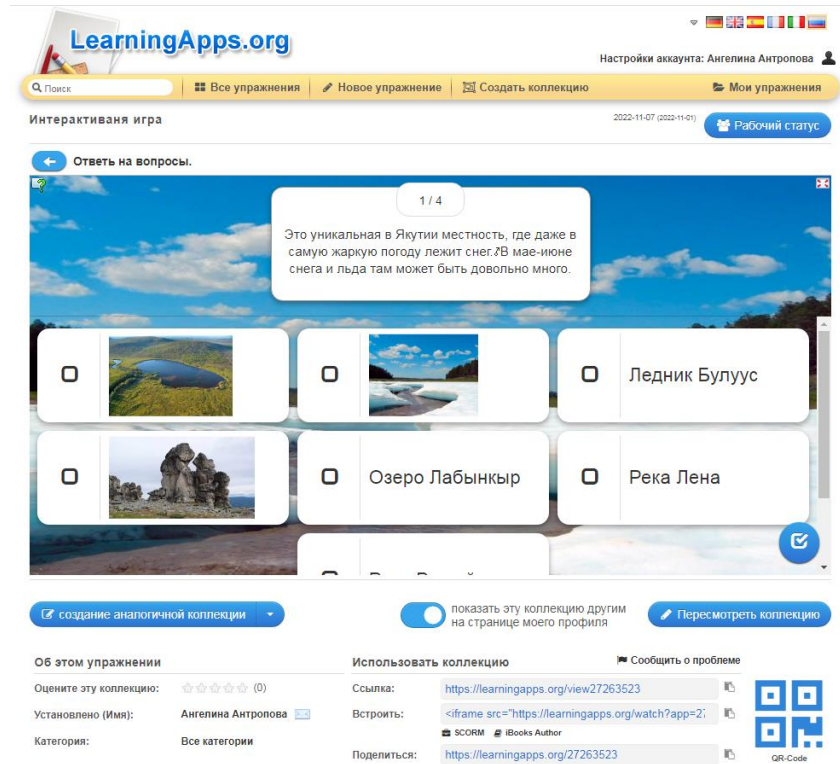 LearningApps.org
Настройки аккаунта: Ангелина Антропова
Поиск
Все упражнения
Новое упражнение
Создать коллекцию
Мои упражнения
Интерактиваня игра
2022-11-07 (2022-11-01)
Рабочий статус
Ответь на вопросы.
1 / 4
Это уникальная в Якутии местность, где даже в
самую жаркую погоду лежит снег. В мае-июне
снега и льда там может быть довольно много.
Ледник Булуус
Озеро Лабынкыр
Река Лена
создание аналогичной коллекции
показать эту коллекцию другим
на странице моего профиля
Пересмотреть коллекцию
Об этом упражнении
Использовать коллекцию
Сообщить о проблеме
Оцените эту коллекцию:
(0)
Ссылка:
https://learningapps.org/view27263523
Установлено (Имя):
Ангелина Антропова
Встроить:
<iframe src="https://learningapps.org/watch?app=27
SCORM
iBooks Author
Категория:
Все категории
Поделиться:
https://learningapps.org/27263523
QR-Code